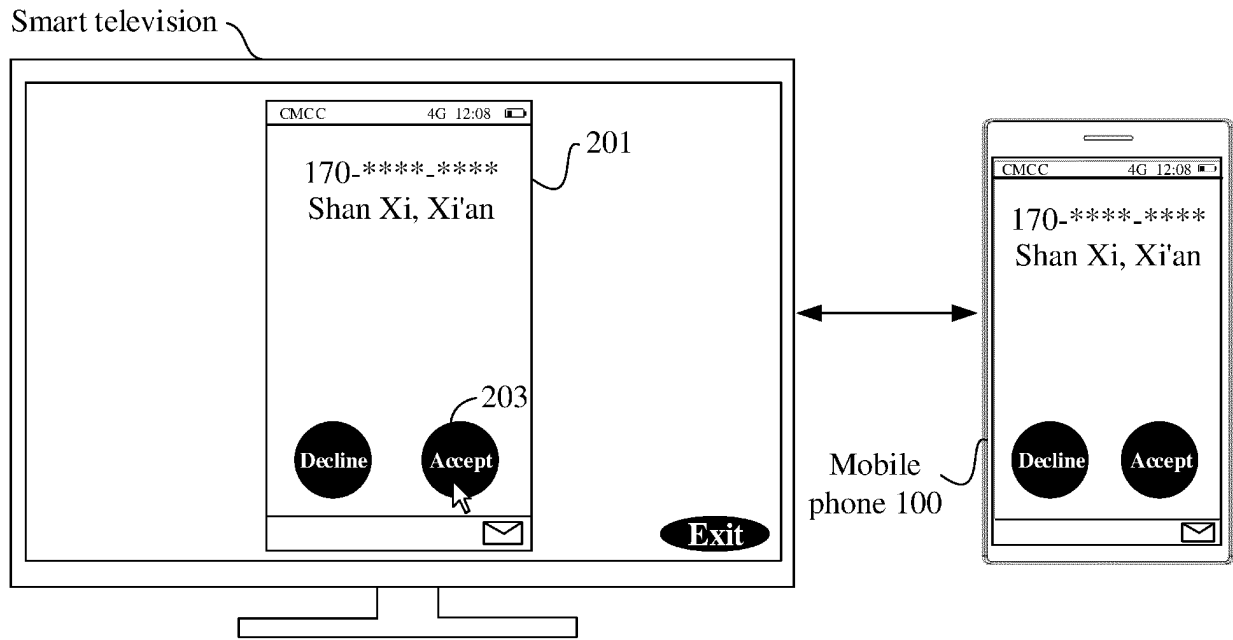 Smart television
CMCC 4G 12:08
170-****-****
Shan Xi, Xi'an
201
203
Decline Accept
Exit
CMCC 4G 12:08
170-****-****
Shan Xi, Xi'an
Decline Accept
Mobile
phone 100